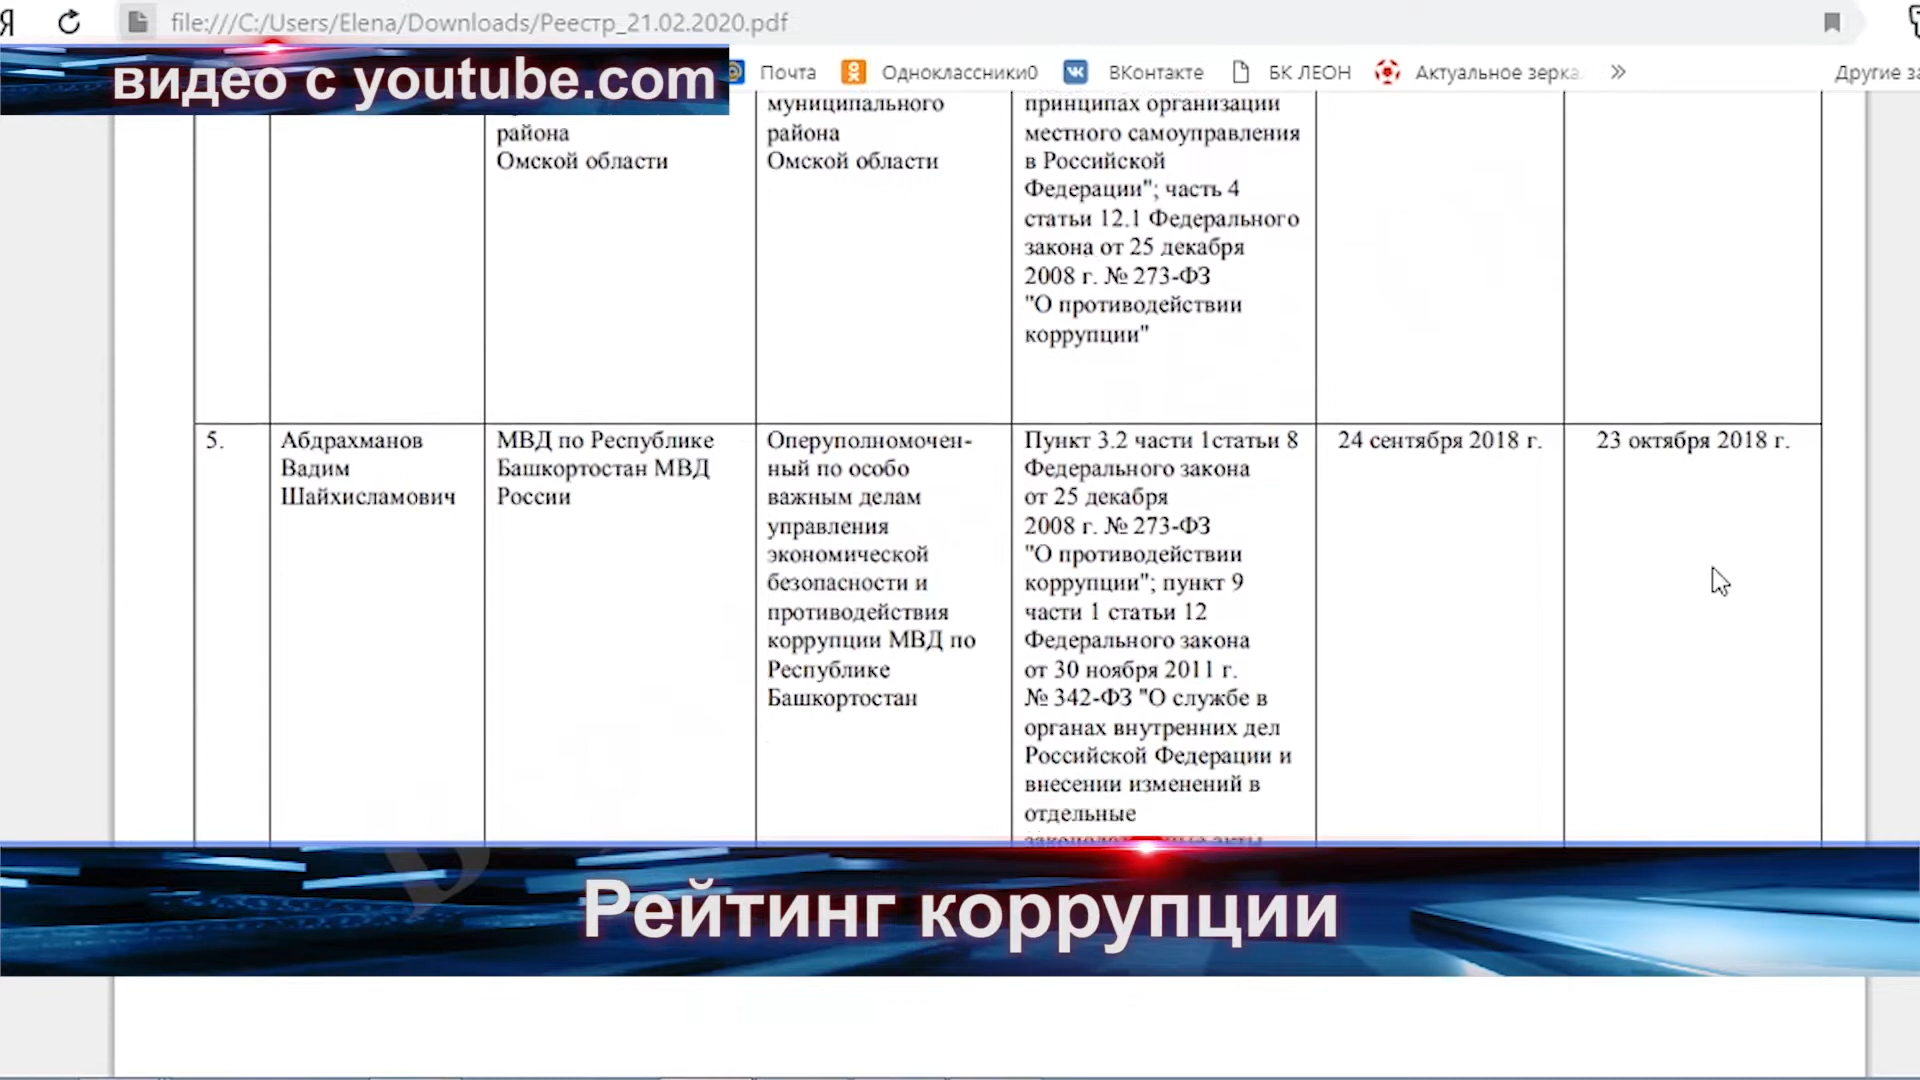 Я
file:///C:/Users/Elena/Downloads/Реестр_21.02.2020.pdf
видео с youtube.com
Почта
Одноклассники0
ВКонтакте
БК ЛЕОН
Актуальное зерка
»
Другие за
района
Омской области
муниципального
района
Омской области
принципах организации
местного самоуправления
в Российской
Федерации"; часть 4
статьи 12.1 Федерального
закона от 25 декабря
2008 г. № 273-ФЗ
"О противодействии
коррупции"
5.
Абдрахманов
Вадим
Шайхисламович
МВД по Республике
Башкортостан МВД
России
Оперуполномочен-
ный по особо
важным делам
управления
экономической
безопасности и
противодействия
коррупции МВД по
Республике
Башкортостан
Пункт 3.2 части 1статьи 8
Федерального закона
от 25 декабря
2008 г. № 273-ФЗ
"О противодействии
коррупции"; пункт 9
части 1 статьи 12
Федерального закона
от 30 ноября 2011 г.
№ 342-ФЗ "О службе в
органах внутренних дел
Российской Федерации и
внесении изменений в
отдельные
24 сентября 2018 г.
23 октября 2018 г.
Рейтинг коррупции